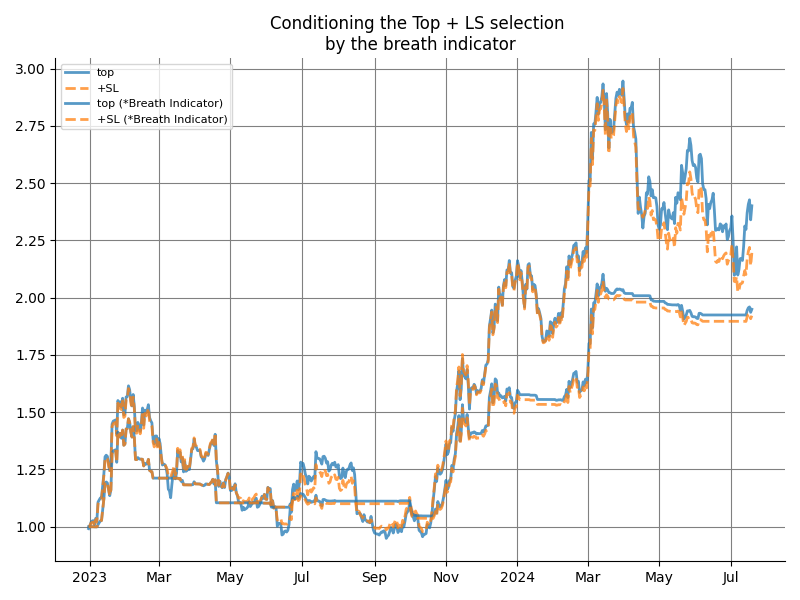 Conditioning the Top + LS selection
by the breath indicator
top
+SL
top (*Breath Indicator)
+SL (*Breath Indicator)
3.00
2.75
2.50
2.25
2.00
1.75
1.50
1.25
1.00
2023 Mar May Jul Sep Nov 2024 Mar May Jul